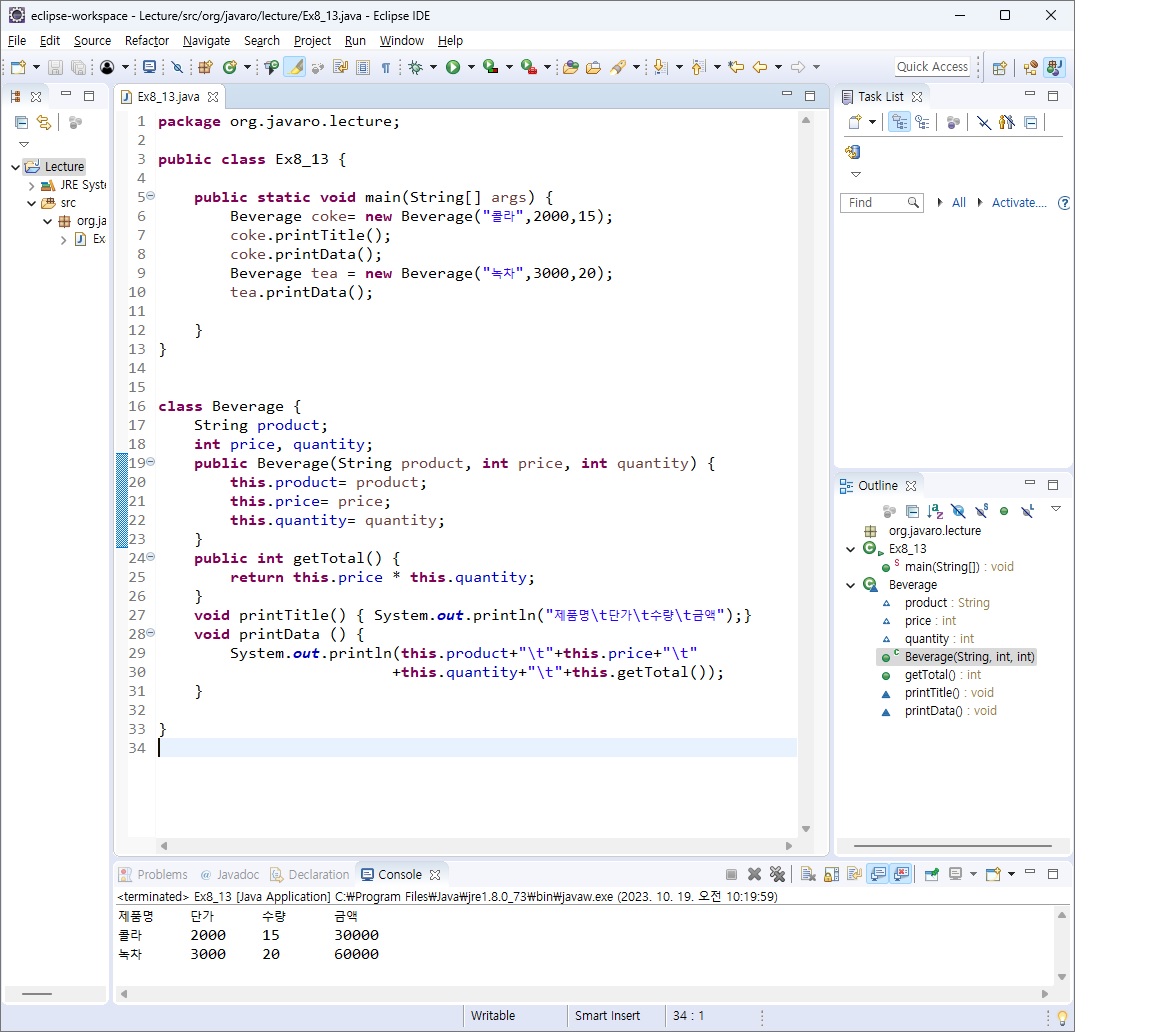 eclipse-workspace - Lecture/src/org/javaro/lecture/Ex8_13.java - Eclipse IDE
File Edit Source Refactor Navigate Search Project Run Window Help
Quick Access
Lecture
JRE Syste
src
org.ja
Ex
Ex8_13.java
1 package org.javaro.lecture;
2
3 public class Ex8_13 {
4
5 public static void main(String[] args) {
6 Beverage coke= new Beverage("콜라",2000,15);
7 coke.printTitle();
8 coke.printData();
9 Beverage tea = new Beverage("녹차",3000,20);
10 tea.printData();
11
12 }
13 }
14
15
16 class Beverage {
17 String product;
18 int price, quantity;
19 public Beverage(String product, int price, int quantity) {
20 this.product= product;
21 this.price= price;
22 this.quantity= quantity;
23 }
24 public int getTotal() {
25 return this.price * this.quantity;
26 }
27 void printTitle() { System.out.println("제품명\t단가\t수량\t금액");}
28 void printData () {
29 System.out.println(this.product+"\t"+this.price+"\t"
30 +this.quantity+"\t"+this.getTotal());
31 }
32
33 }
34
Task List
Find All Activate....
Outline
org.javaro.lecture
Ex8_13
main(String[]) : void
Beverage
product : String
price : int
quantity : int
Beverage(String, int, int)
getTotal() : int
printTitle() : void
printData() : void
Problems @ Javadoc Declaration Console
<terminated> Ex8_13 [Java Application] C:₩Program Files₩Java₩jre1.8.0_73₩bin₩javaw.exe (2023. 10. 19. 오전 10:19:59)
제품명 단가 수량 금액
콜라 2000 15 30000
녹차 3000 20 60000
Writable Smart Insert 34 : 1